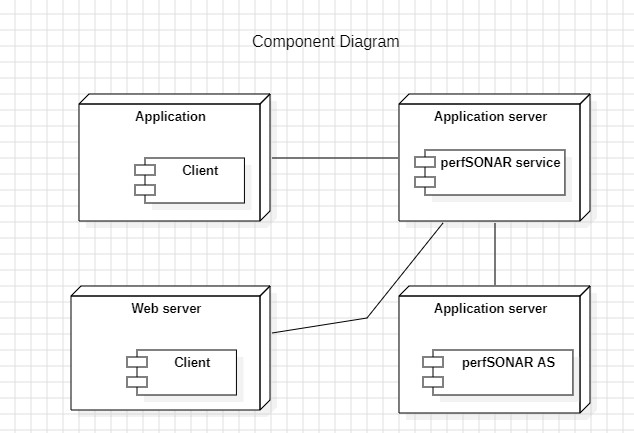 Component Diagram
Application
Client
Application server
perfSONAR service
Web server
Client
Application server
perfSONAR AS